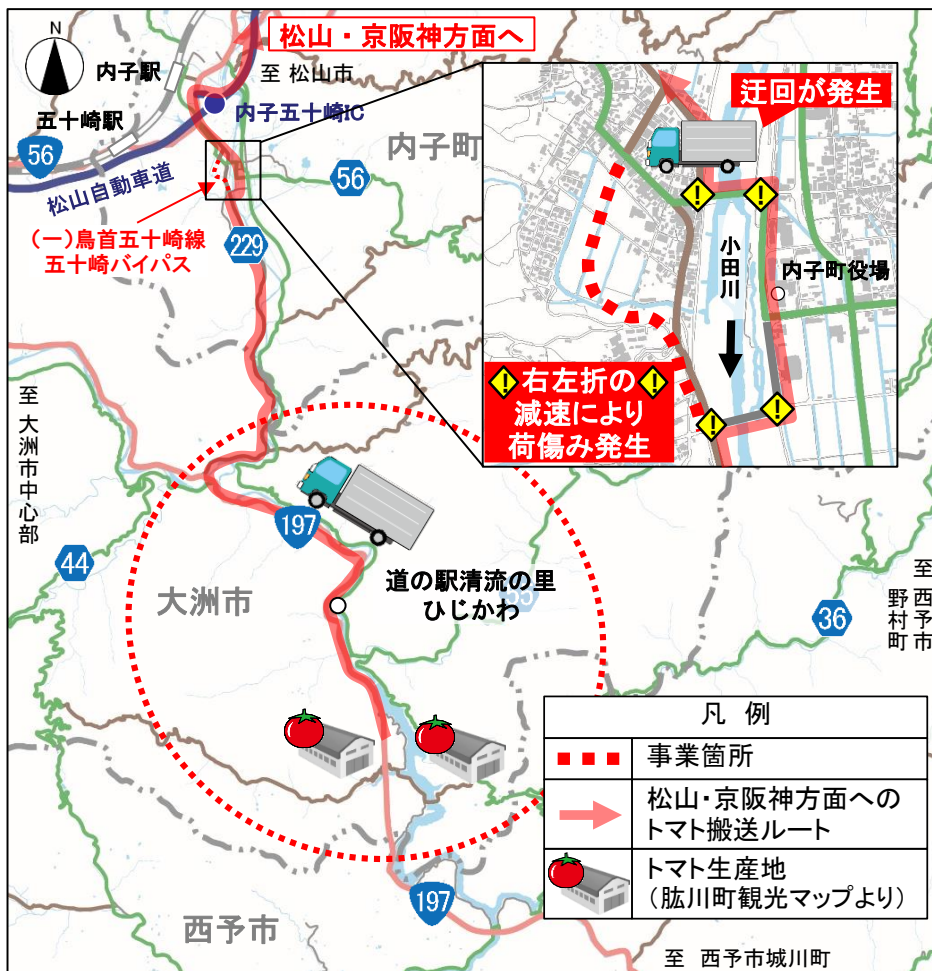 松山・京阪神方面へ
N
内子駅
至 松山市
五十崎駅
内子五十崎IC
56
松山自動車道
内子町
56
(一)鳥首五十崎線
五十崎バイパス
229
迂回が発生
!
!
小田川
内子町役場
!
!
! 右左折の !
減速により
荷傷み発生
至 大洲市中心部
197
44
大洲市
道の駅清流の里
ひじかわ
55
36
至 西予市
野村町
凡 例
事業箇所
松山・京阪神方面への
トマト搬送ルート
トマト生産地
(肱川町観光マップより)
197
西予市
至 西予市城川町